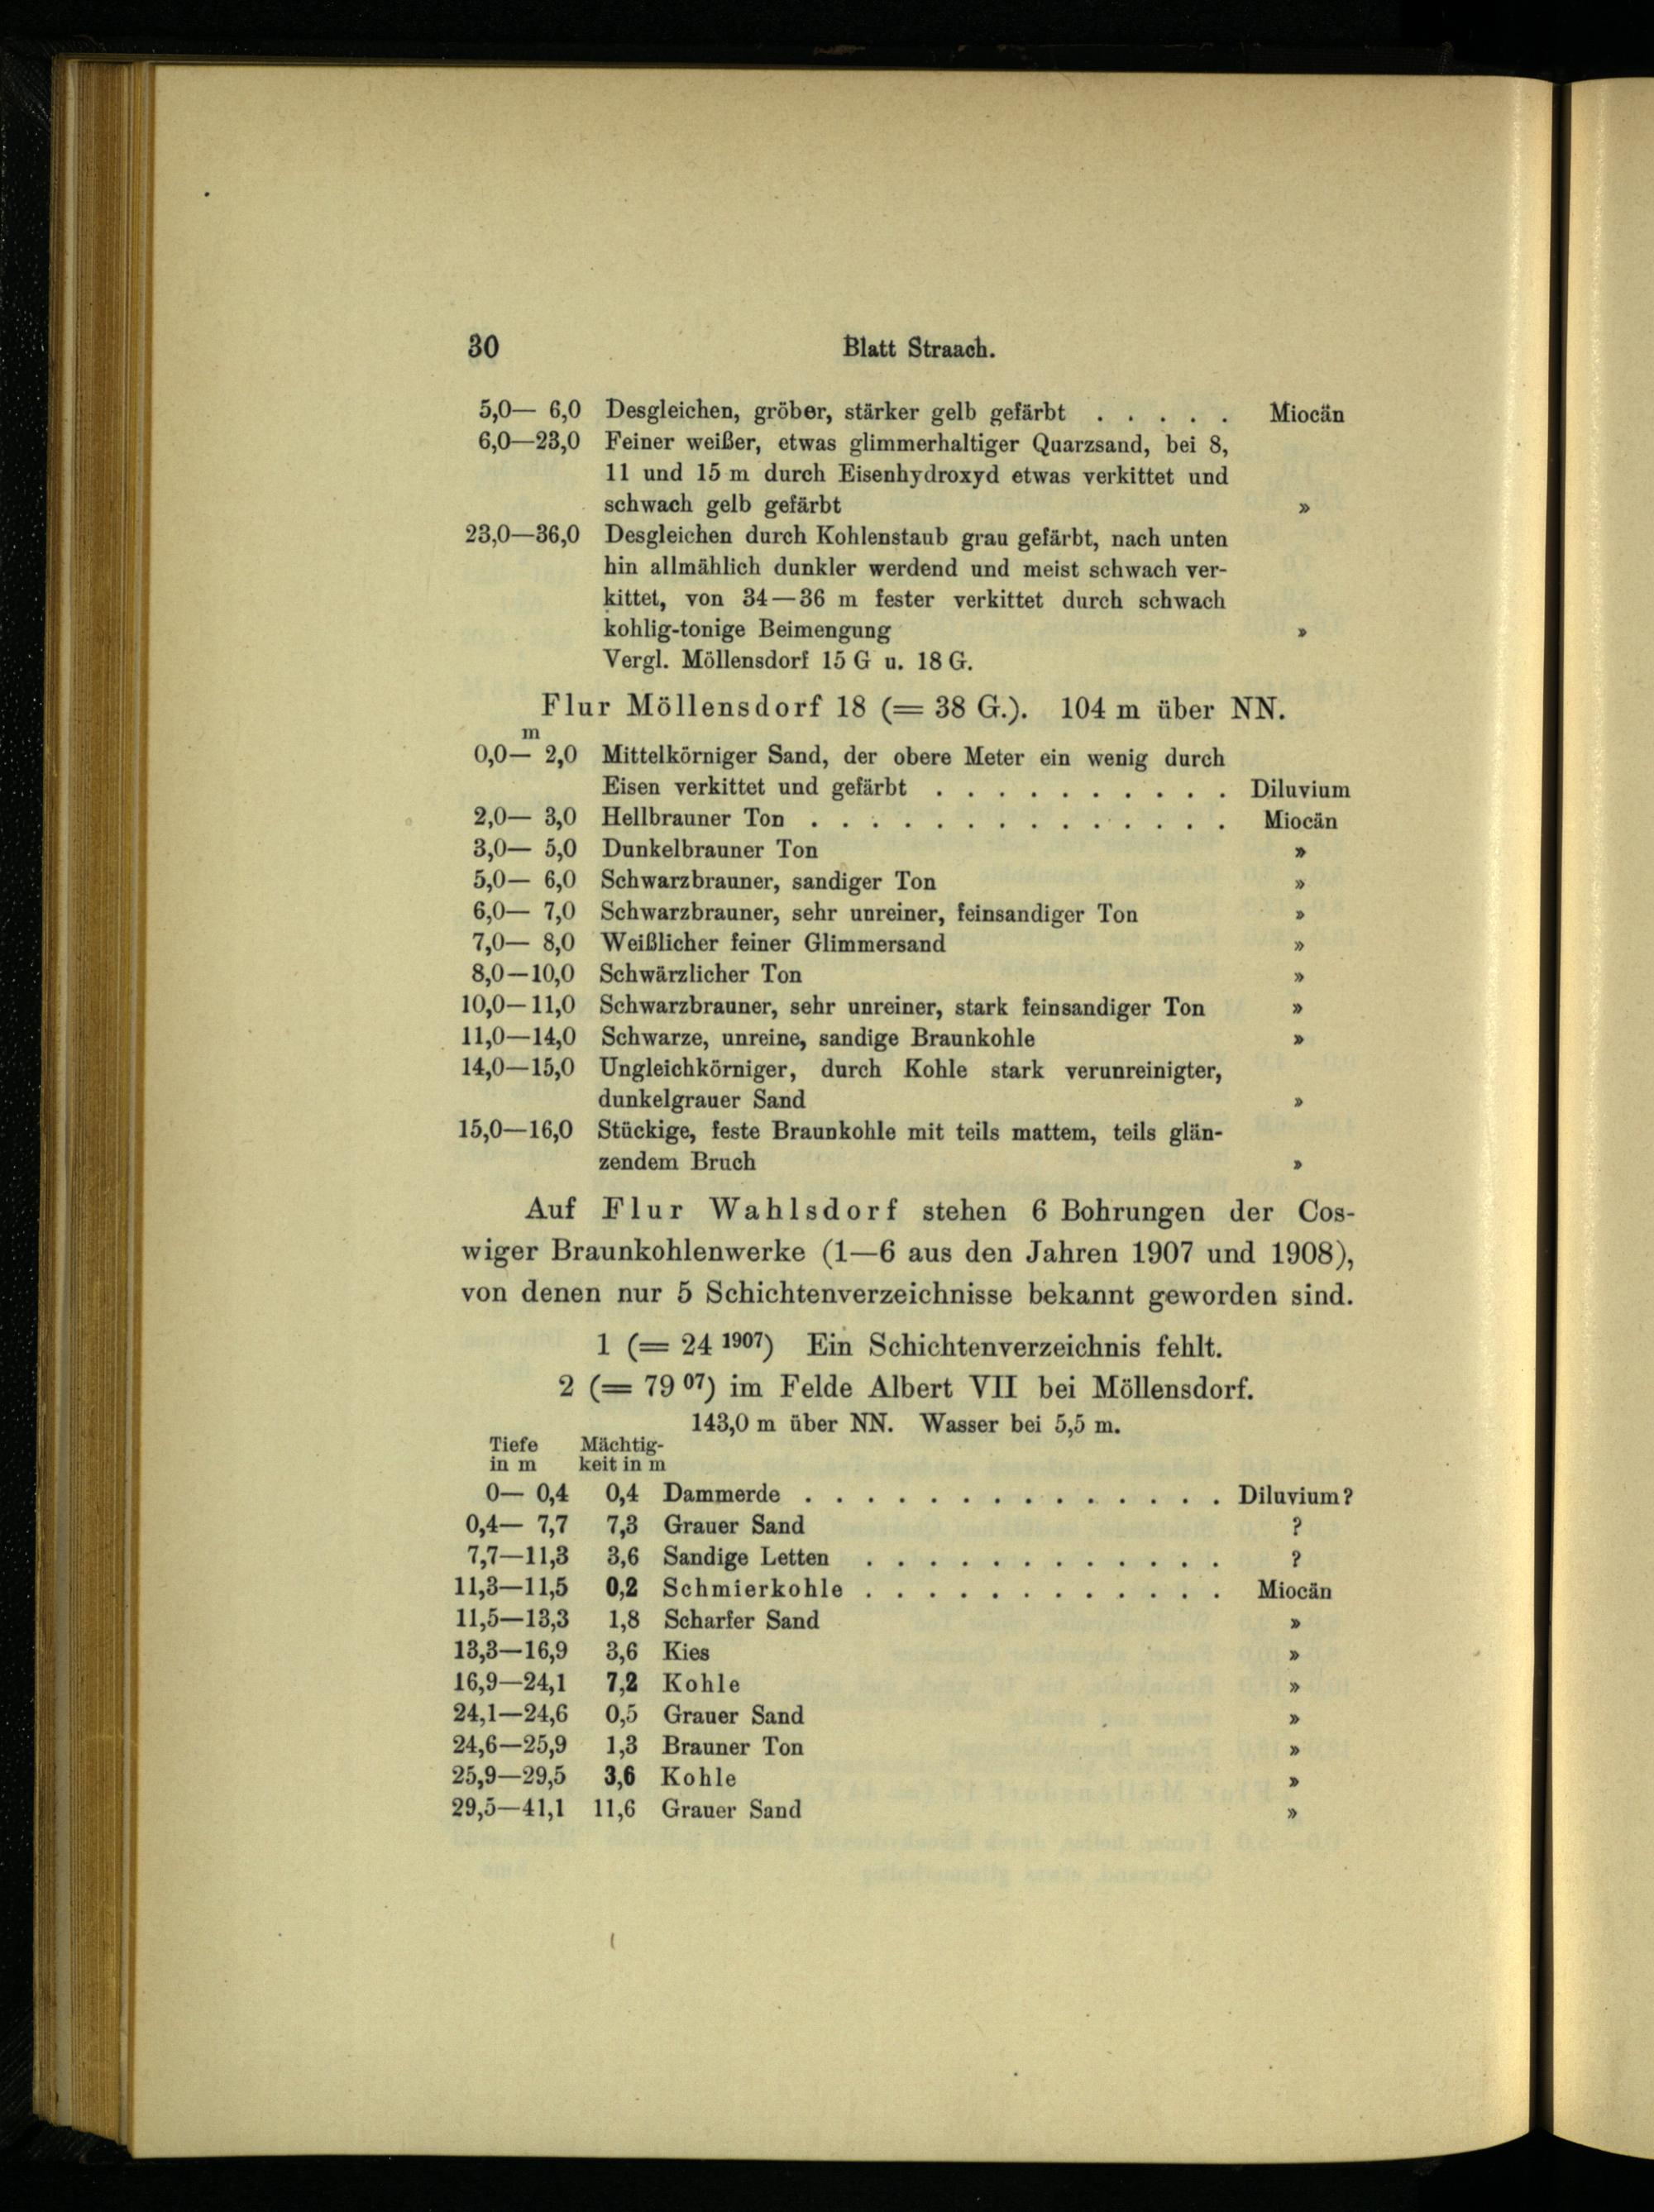 30 Blatt Straach.
5,0— 6,0 Desgleichen, gröber, stärker gelb gefärbt . . . . . Miocän
6,0—23,0 Feiner weißer, etwas glimmerhaltiger Quarzsand, bei 8,
11 und 15 m durch Eisenhydroxyd etwas verkittet und
schwach gelb gefärbt »
23,0—36,0 Desgleichen durch Kohlenstaub grau gefärbt, nach unten
hin allmählich dunkler werdend und meist schwach ver-
kittet, von 34—36 m fester verkittet durch schwach
kohlig-tonige Beimengung »
Vergl. Möllensdorf 15 G u. 18 G.
Flur Möllensdorf 18 (= 38 G.). 104 m über NN.
m
0,0— 2,0 Mittelkörniger Sand, der obere Meter ein wenig durch
Eisen verkittet und gefärbt . . . . . . . . . . Diluvium
2,0— 3,0 Hellbrauner Ton . . . . . . . . . . . . . . Miocän
3,0— 5,0 Dunkelbrauner Ton »
5,0— 6,0 Schwarzbrauner, sandiger Ton »
6,0— 7,0 Schwarzbrauner, sehr unreiner, feinsandiger Ton »
7,0— 8,0 Weißlicher feiner Glimmersand »
8,0—10,0 Schwärzlicher Ton »
10,0—11,0 Schwarzbrauner, sehr unreiner, stark feinsandiger Ton »
11,0—14,0 Schwarze, unreine, sandige Braunkohle »
14,0—15,0 Ungleichkörniger, durch Kohle stark verunreinigter,
dunkelgrauer Sand »
15,0—16,0 Stückige, feste Braunkohle mit teils mattem, teils glän-
zendem Bruch »
Auf Flur Wahlsdorf stehen 6 Bohrungen der Cos-
wiger Braunkohlenwerke (1—6 aus den Jahren 1907 und 1908),
von denen nur 5 Schichtenverzeichnisse bekannt geworden sind.
1 (= 24 1907) Ein Schichtenverzeichnis fehlt.
2 (= 79 07) im Felde Albert VII bei Möllensdorf.
143,0 m über NN. Wasser bei 5,5 m.
Tiefe Mächtig-
in m keit in m
0— 0,4 0,4 Dammerde . . . . . . . . . . . . . . Diluvium?
0,4— 7,7 7,3 Grauer Sand ?
7,7—11,3 3,6 Sandige Letten . . . . . . . . . . . . ?
11,3—11,5 0,2 Schmierkohle . . . . . . . . . . . . Miocän
11,5—13,3 1,8 Scharfer Sand »
13,3—16,9 3,6 Kies »
16,9—24,1 7,2 Kohle »
24,1—24,6 0,5 Grauer Sand »
24,6—25,9 1,3 Brauner Ton »
25,9—29,5 3,6 Kohle »
29,5—41,1 11,6 Grauer Sand »